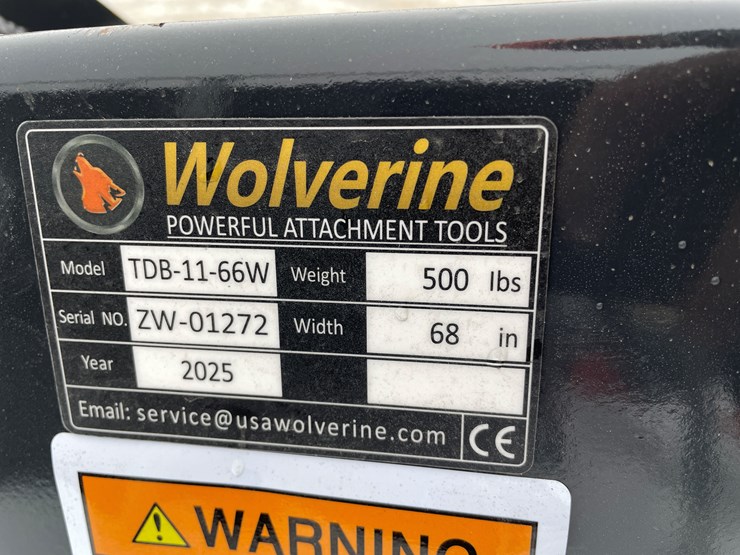 Wolverine
POWERFUL ATTACHMENT TOOLS
Model TDB-11-66W Weight 500 lbs
Serial NO. ZW-01272 Width 68 in
Year 2025
Email: service@usawolverine.com CE
WARNING